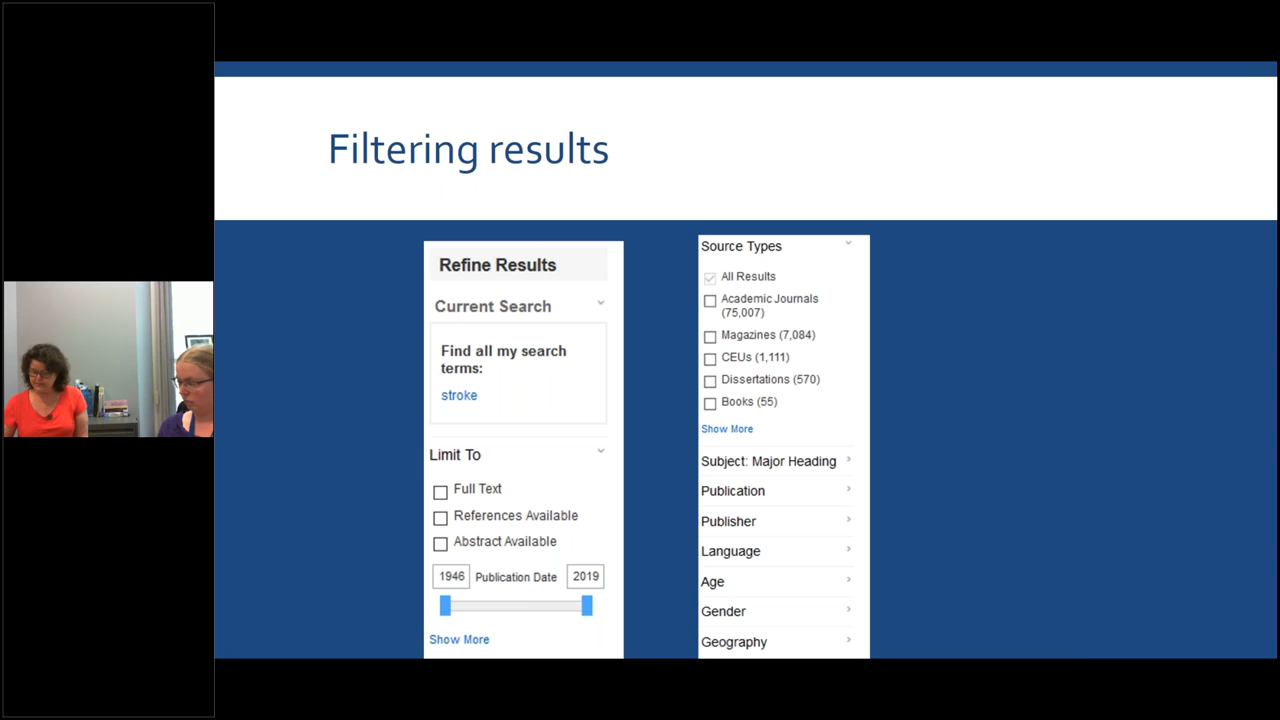 Filtering results
Refine Results
Current Search
Find all my search
terms:
stroke
Limit To
Full Text
References Available
Abstract Available
1946 Publication Date 2019
Show More
Source Types
All Results
Academic Journals
(75,007)
Magazines (7,084)
CEUs (1,111)
Dissertations (570)
Books (55)
Show More
Subject: Major Heading
Publication
Publisher
Language
Age
Gender
Geography